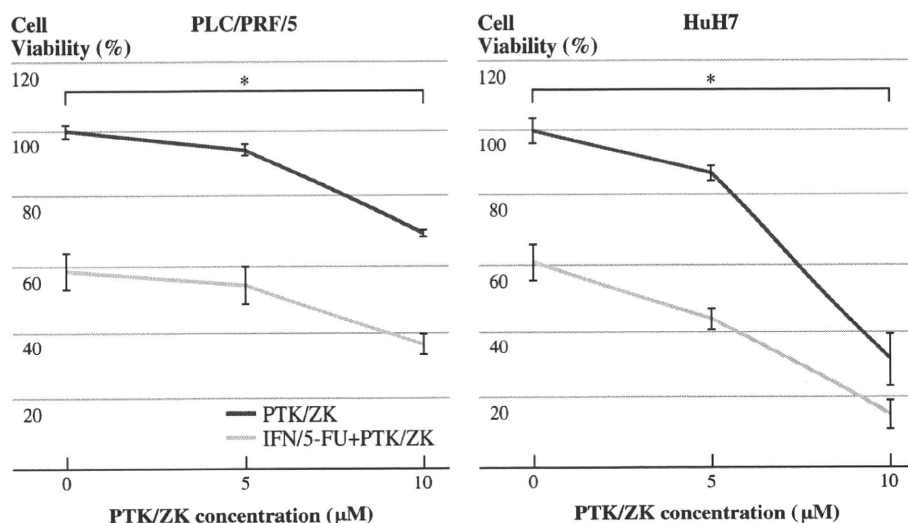 Cell
Viability (%)
PLC/PRF/5
120
*
100
80
60
40
20
PTK/ZK
IFN/5-FU+PTK/ZK
0
5
10
PTK/ZK concentration (μM)
Cell
Viability (%)
HuH7
120
*
100
80
60
40
20
0
5
10
PTK/ZK concentration (μM)